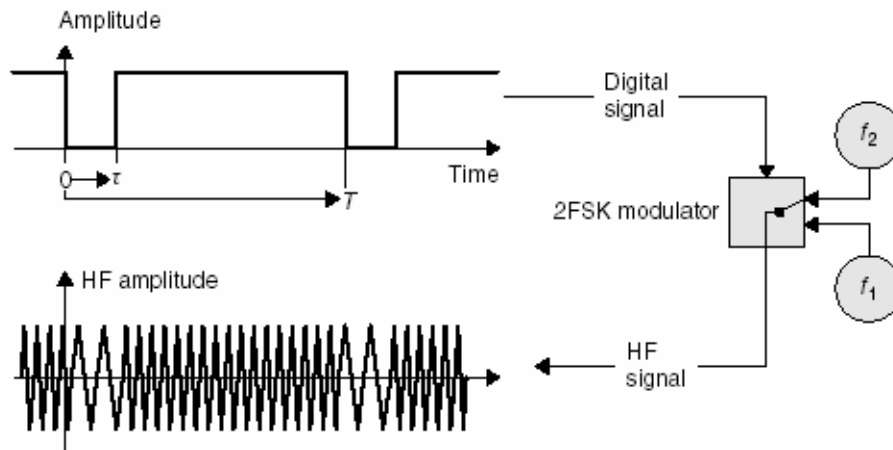 Amplitude
Digital
signal
f2
0
τ
Time
T
2FSK modulator
f1
HF amplitude
HF
signal